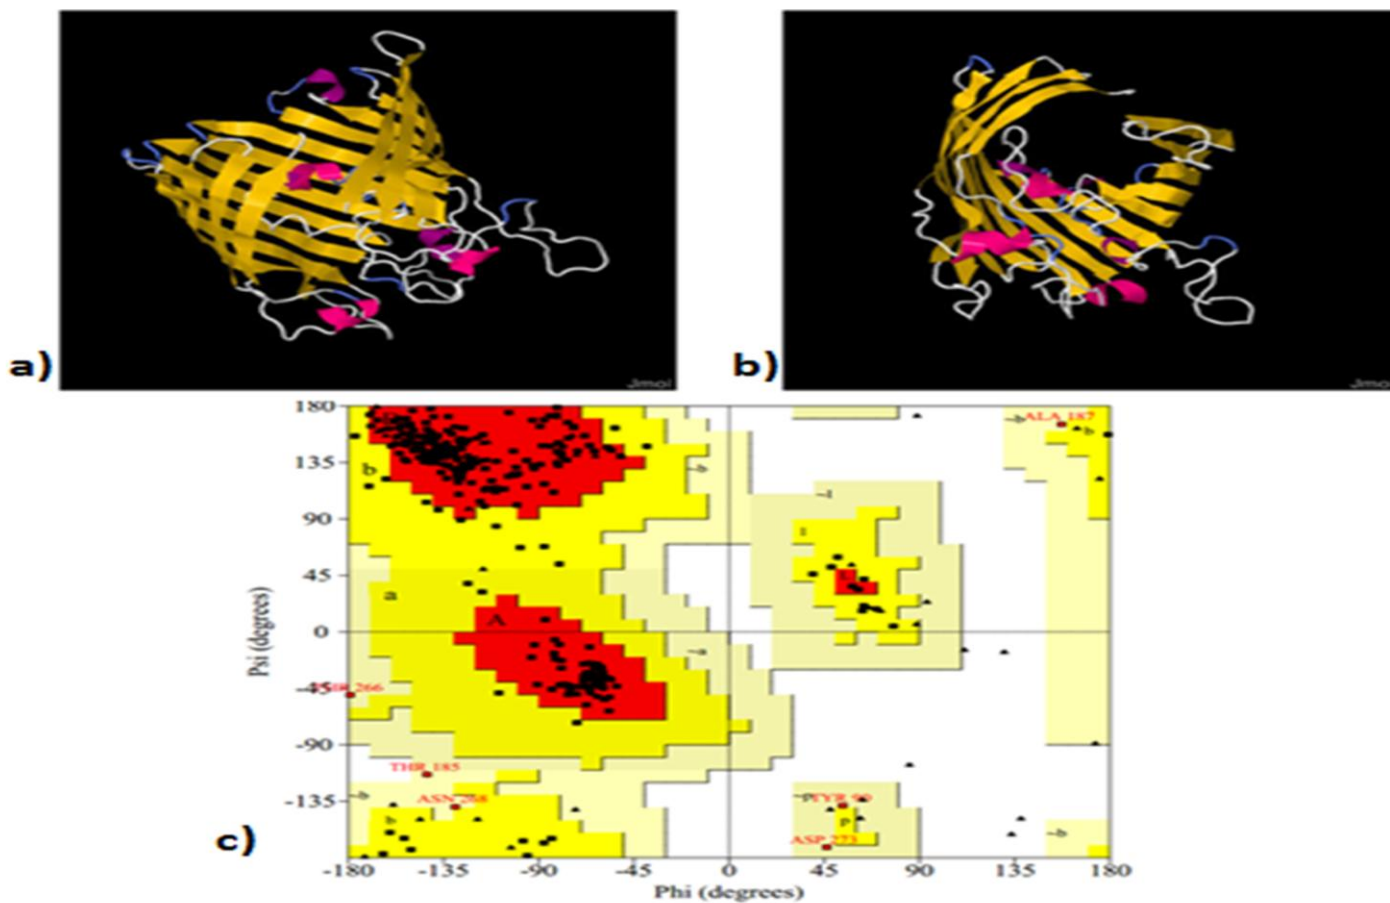 Jmol
Jmol
a)
b)
c)
180
135
90
45
0
-45
-90
-135
Psi (degrees)
-180
-135
-90
-45
0
45
90
135
180
Phi (degrees)
ALA 187
~b
b
b
~b
~l
l
L
a
A
~a
266
THR 185
~b
ASN 268
b
~p
TYR 90
p
ASP 273
~b